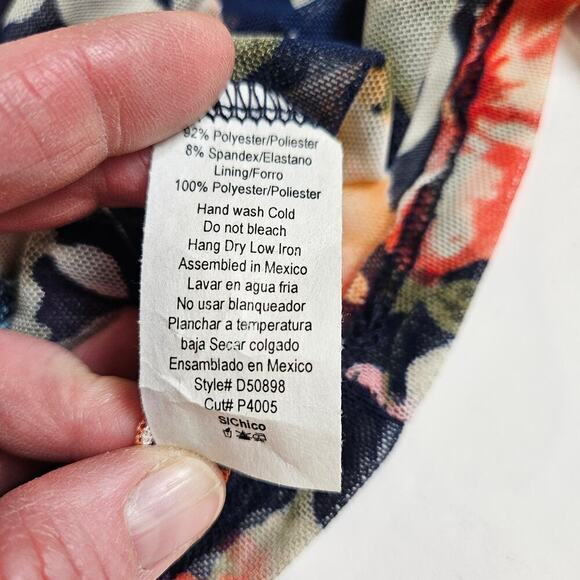 92% Polyester/Poliester
8% Spandex/Elastano
Lining/Forro
100% Polyester/Poliester
Hand wash Cold
Do not bleach
Hang Dry Low Iron
Assembled in Mexico
Lavar en agua fria
No usar blanqueador
Planchar a temperatura
baja Secar colgado
Ensamblado en Mexico
Style# D50898
Cut# P4005
S/Chico